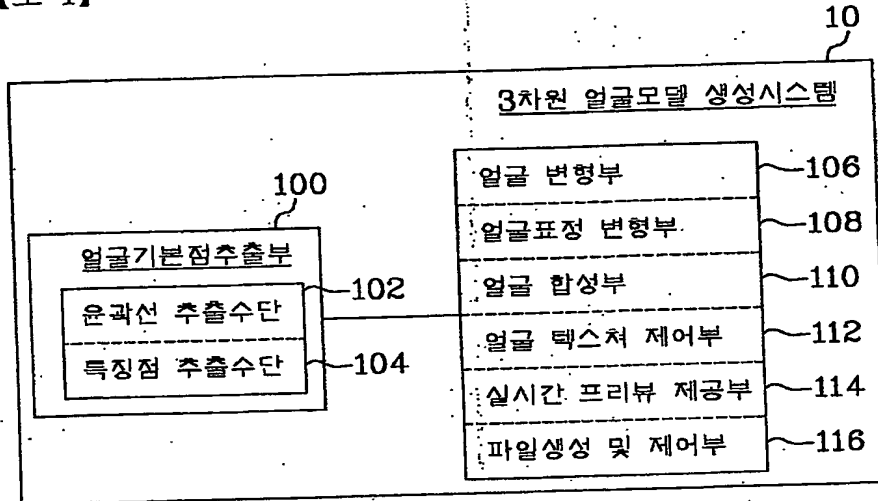 10
3차원 얼굴모델 생성시스템
100
얼굴기본점추출부
윤곽선 추출수단 102
특징점 추출수단 104
얼굴 변형부 106
얼굴표정 변형부 108
얼굴 합성부 110
얼굴 텍스쳐 제어부 112
실시간 프리뷰 제공부 114
파일생성 및 제어부 116